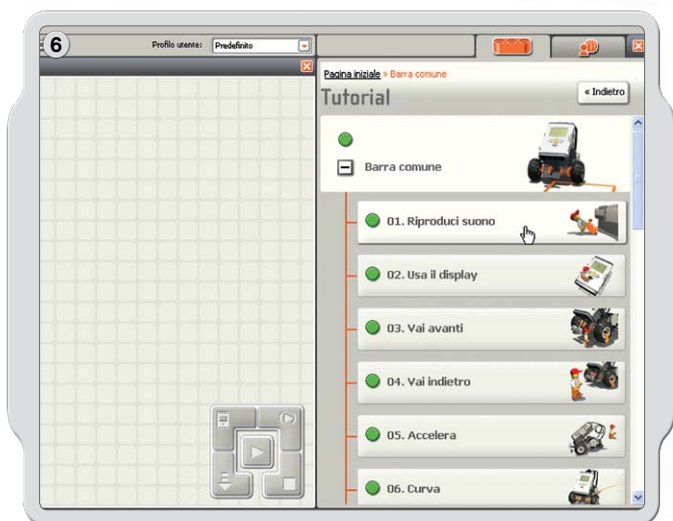 6
Profilo utente: Predefinito
Pagina iniziale » Barra comune
Tutorial
« Indietro
Barra comune
01. Riproduci suono
02. Usa il display
03. Vai avanti
04. Vai indietro
05. Accelera
06. Curva